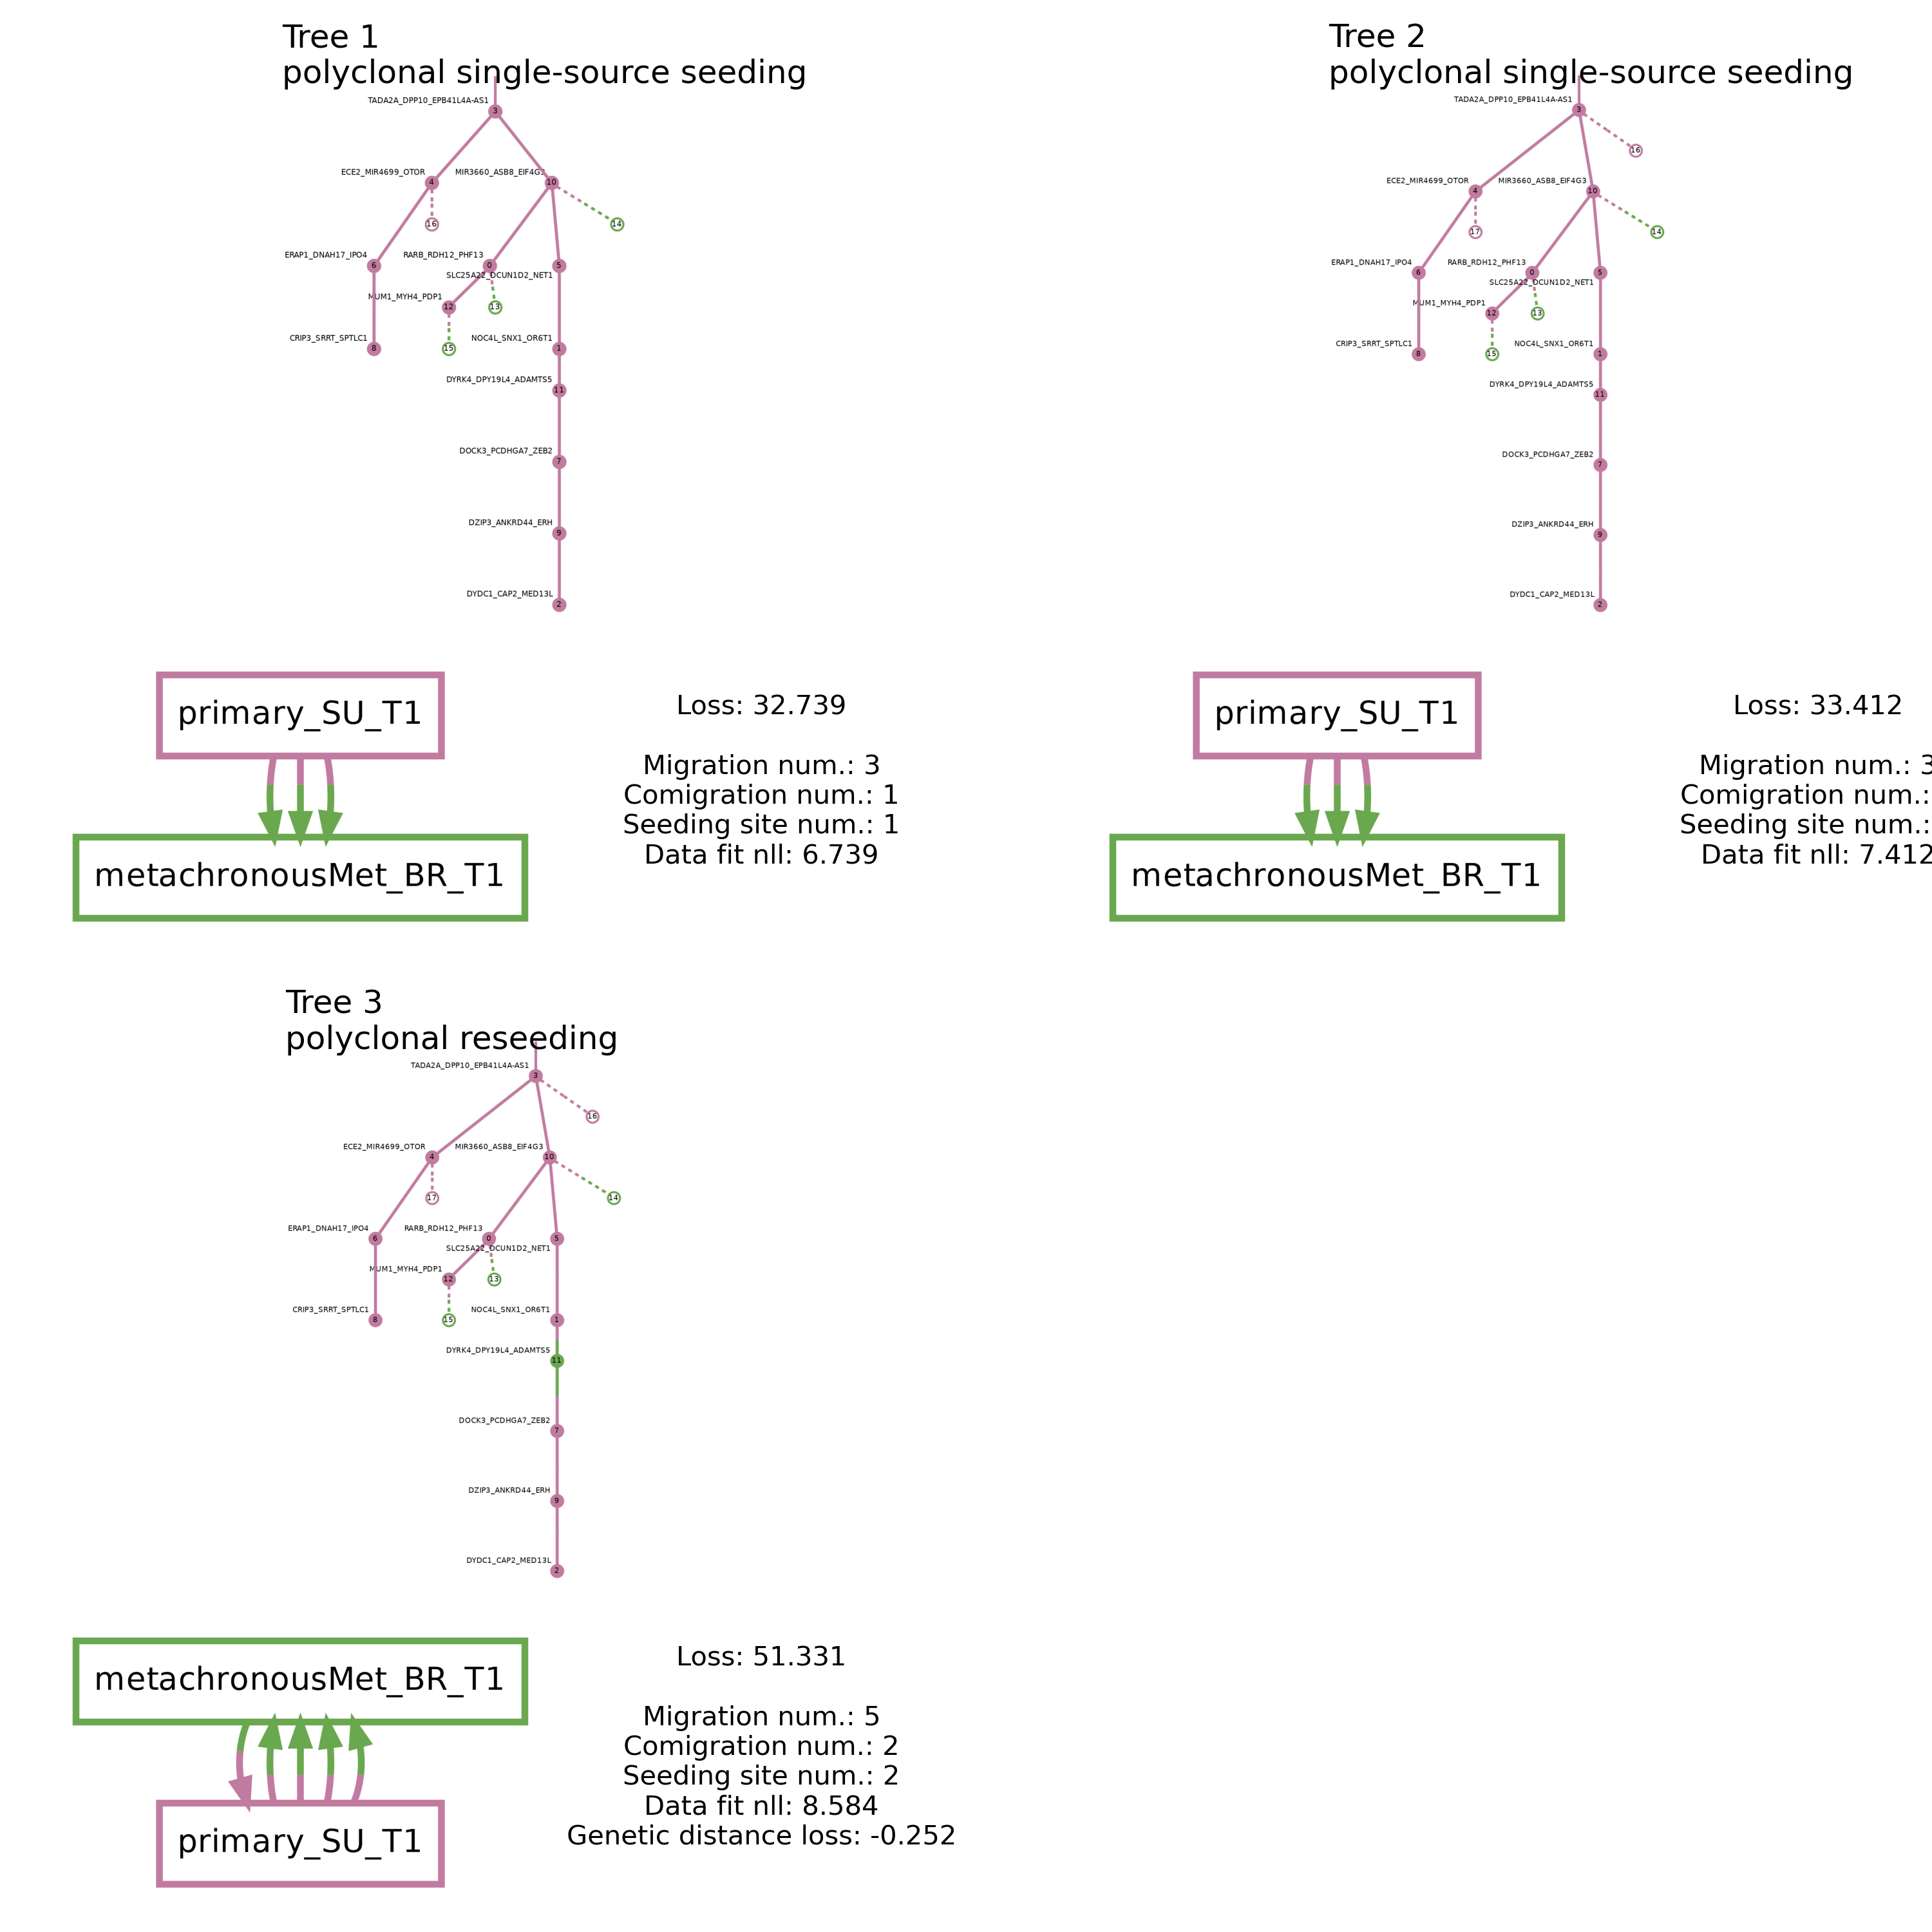 Tree 1
polyclonal single-source seeding
TADA2A_DPP10_EPB41L4A-AS1
3
ECE2_MIR4699_OTOR
4
MIR3660_ASB8_EIF4G3
10
16
14
ERAP1_DNAH17_IPO4
6
RARB_RDH12_PHF13
0
SLC25A22_DCUN1D2_NET1
5
MUM1_MYH4_PDP1
12
13
CRIP3_SRRT_SPTLC1
8
15
NOC4L_SNX1_OR6T1
1
DYRK4_DPY19L4_ADAMTS5
11
DOCK3_PCDHGA7_ZEB2
7
DZIP3_ANKRD44_ERH
9
DYDC1_CAP2_MED13L
2
primary_SU_T1
metachronousMet_BR_T1
Loss: 32.739
Migration num.: 3
Comigration num.: 1
Seeding site num.: 1
Data fit nll: 6.739
Tree 2
polyclonal single-source seeding
TADA2A_DPP10_EPB41L4A-AS1
3
16
ECE2_MIR4699_OTOR
4
MIR3660_ASB8_EIF4G3
10
17
14
ERAP1_DNAH17_IPO4
6
RARB_RDH12_PHF13
0
SLC25A22_DCUN1D2_NET1
5
MUM1_MYH4_PDP1
12
13
CRIP3_SRRT_SPTLC1
8
15
NOC4L_SNX1_OR6T1
1
DYRK4_DPY19L4_ADAMTS5
11
DOCK3_PCDHGA7_ZEB2
7
DZIP3_ANKRD44_ERH
9
DYDC1_CAP2_MED13L
2
primary_SU_T1
metachronousMet_BR_T1
Loss: 33.412
Migration num.: 3
Comigration num.:
Seeding site num.:
Data fit nll: 7.412
Tree 3
polyclonal reseeding
TADA2A_DPP10_EPB41L4A-AS1
3
16
ECE2_MIR4699_OTOR
4
MIR3660_ASB8_EIF4G3
10
17
14
ERAP1_DNAH17_IPO4
6
RARB_RDH12_PHF13
0
SLC25A22_DCUN1D2_NET1
5
MUM1_MYH4_PDP1
12
13
CRIP3_SRRT_SPTLC1
8
15
NOC4L_SNX1_OR6T1
1
DYRK4_DPY19L4_ADAMTS5
11
DOCK3_PCDHGA7_ZEB2
7
DZIP3_ANKRD44_ERH
9
DYDC1_CAP2_MED13L
2
metachronousMet_BR_T1
primary_SU_T1
Loss: 51.331
Migration num.: 5
Comigration num.: 2
Seeding site num.: 2
Data fit nll: 8.584
Genetic distance loss: -0.252